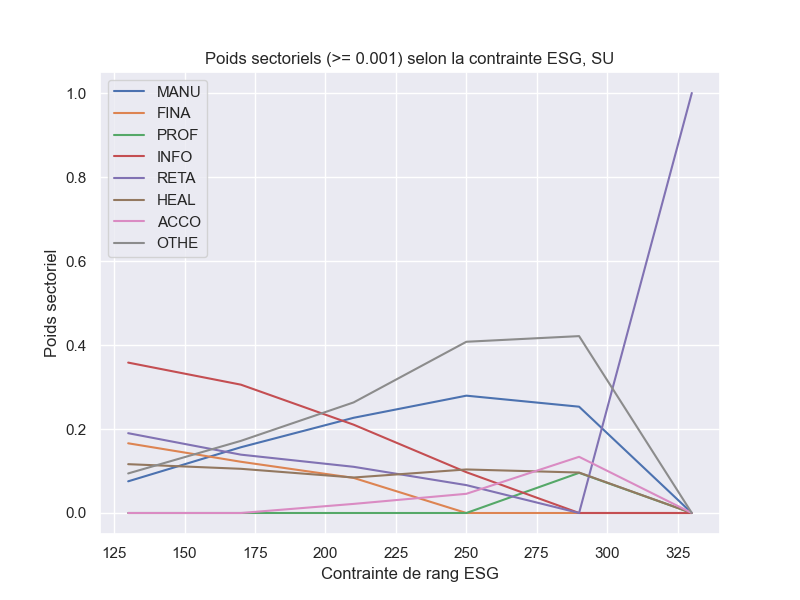 Poids sectoriels (>= 0.001) selon la contrainte ESG, SU
MANU
FINA
PROF
INFO
RETA
HEAL
ACCO
OTHE
1.0
0.8
0.6
0.4
0.2
0.0
Poids sectoriel
125 150 175 200 225 250 275 300 325
Contrainte de rang ESG